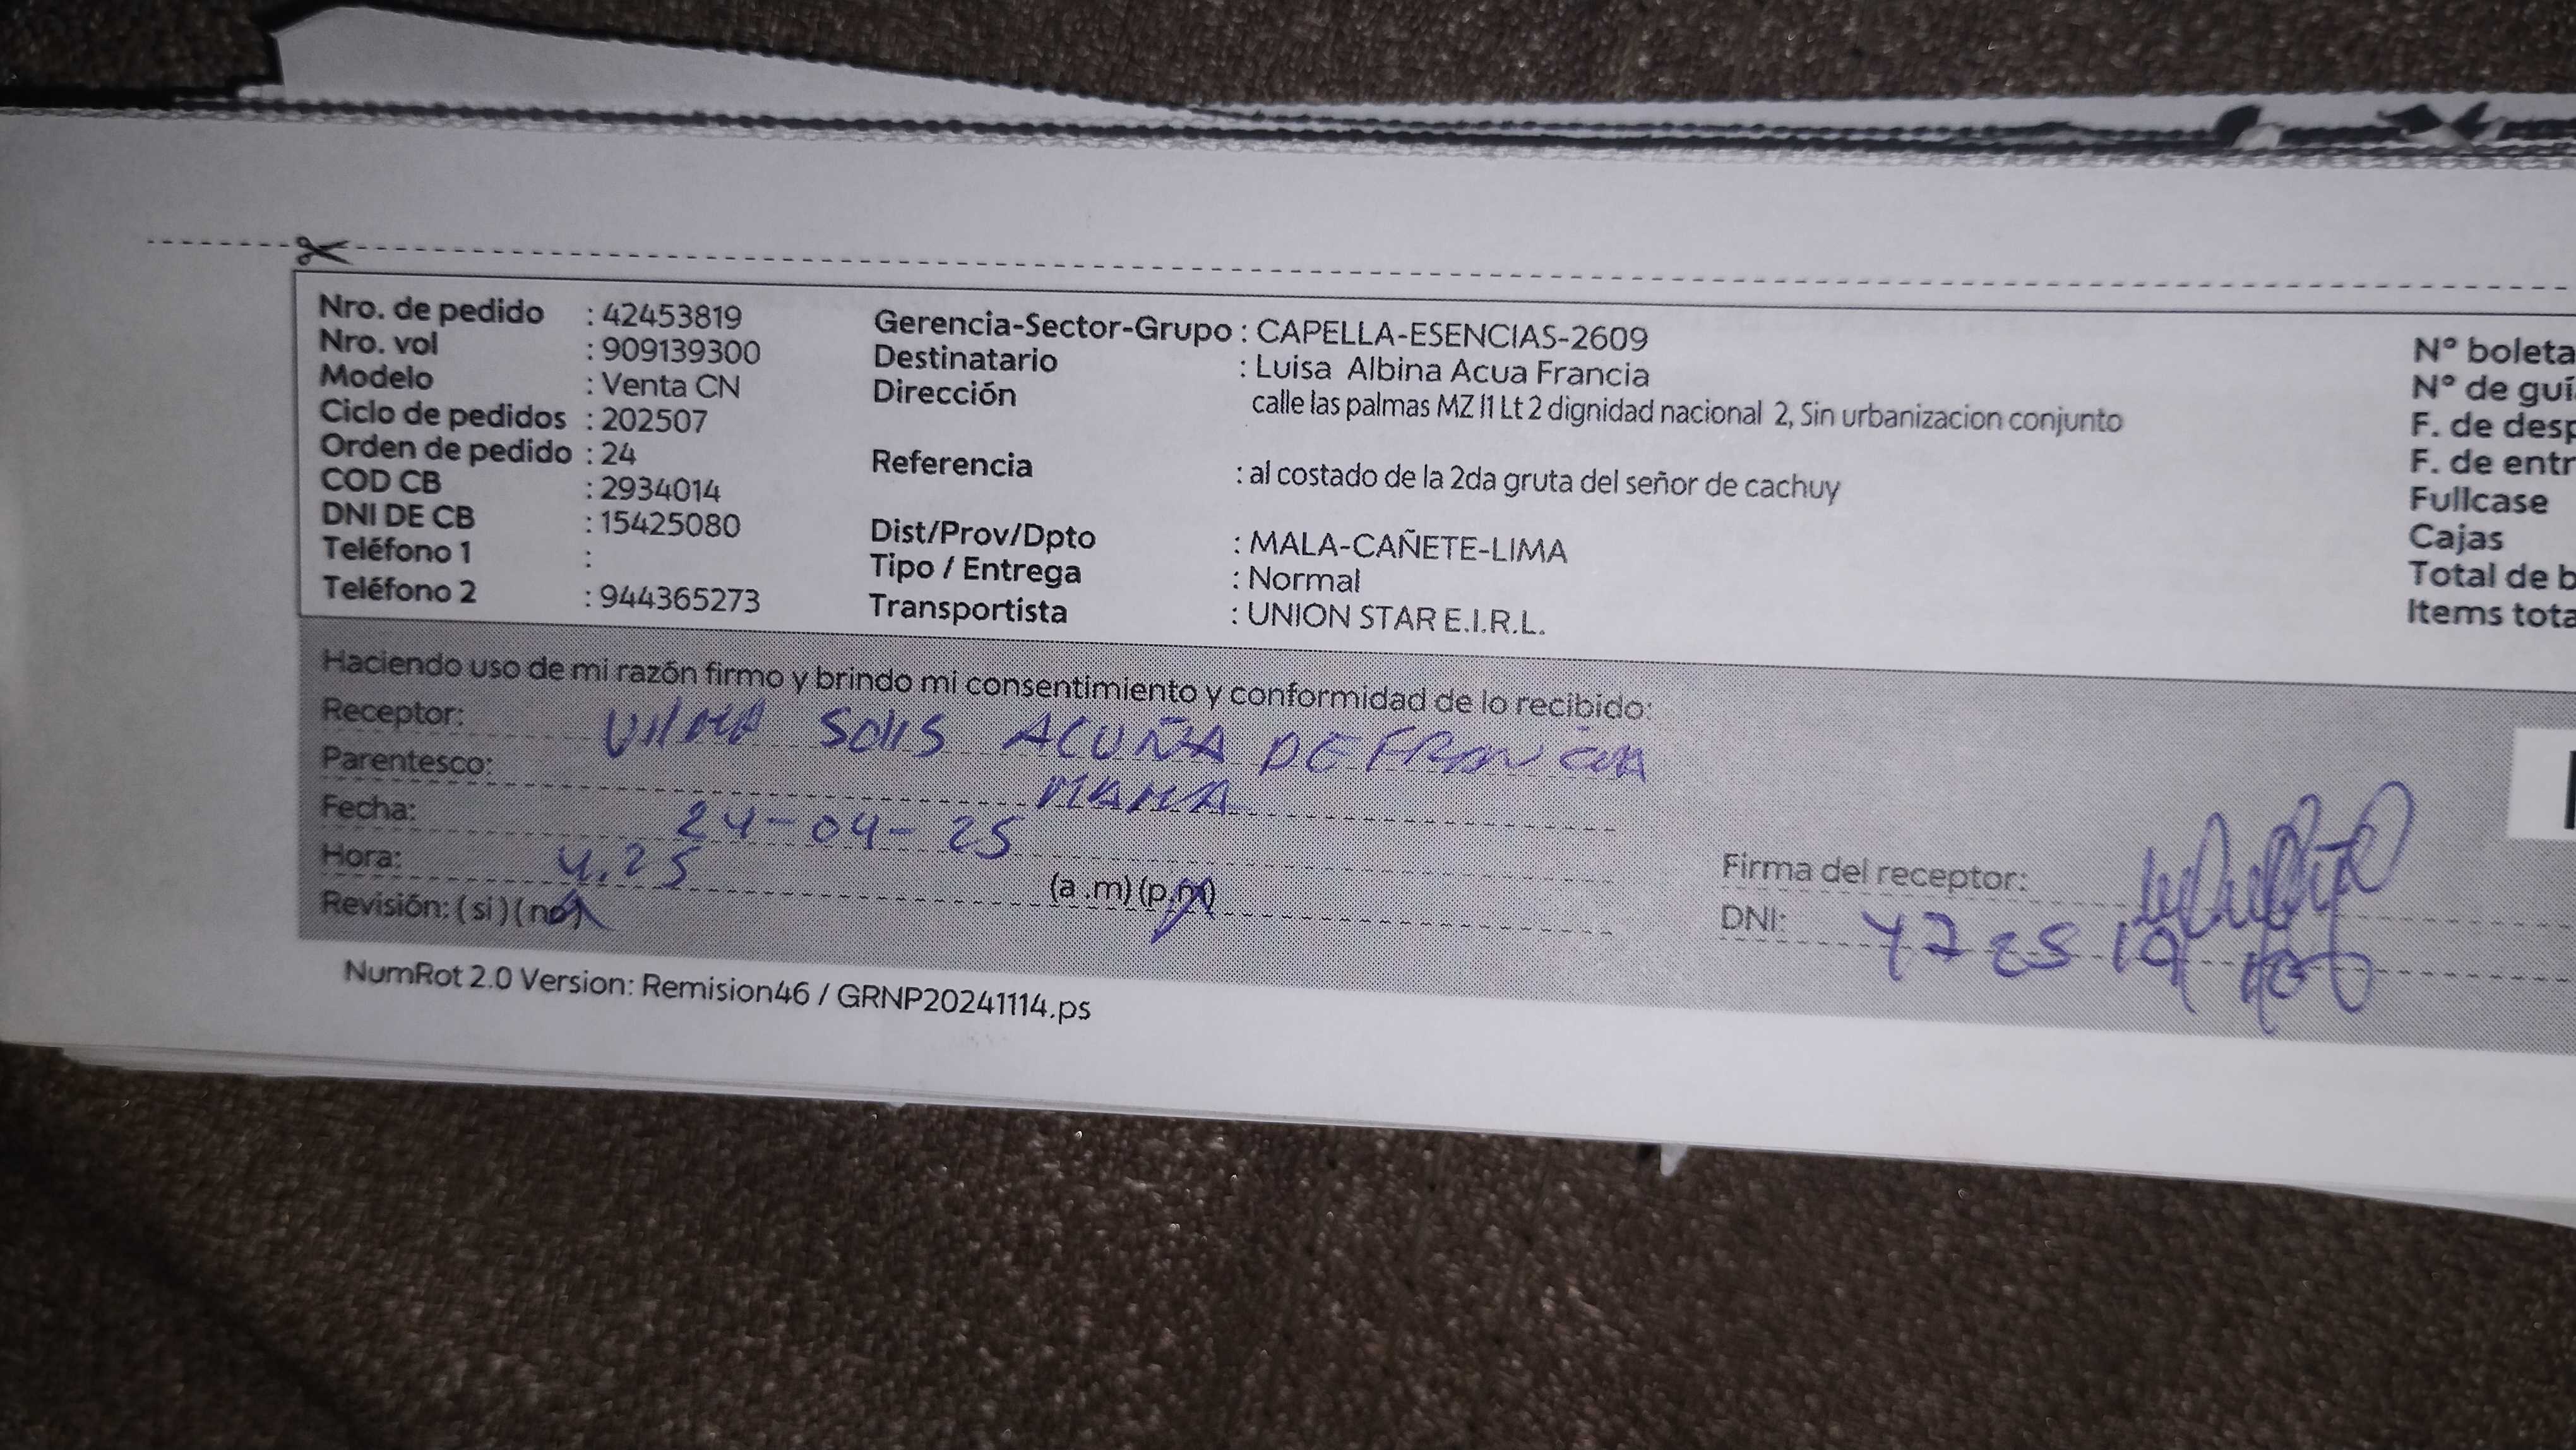 Nro. de pedido : 42453819
Nro. vol : 909139300
Modelo : Venta CN
Ciclo de pedidos : 202507
Orden de pedido : 24
COD CB : 2934014
DNI DE CB : 15425080
Teléfono 1 :
Teléfono 2 : 944365273
Gerencia-Sector-Grupo : CAPELLA-ESENCIAS-2609
Destinatario : Luisa Albina Acua Francia
Dirección calle las palmas MZ I1 Lt 2 dignidad nacional 2, Sin urbanizacion conjunto
Referencia : al costado de la 2da gruta del señor de cachuy
Dist/Prov/Dpto : MALA-CAÑETE-LIMA
Tipo / Entrega : Normal
Transportista : UNION STAR E.I.R.L.
Nº boleta
Nº de guí
F. de desp
F. de entr
Fullcase
Cajas
Total de b
Items tota
Haciendo uso de mi razón firmo y brindo mi consentimiento y conformidad de lo recibido:
Receptor: VILMA SOLIS ACUÑA DE FRANCIA
Parentesco: MAMA
Fecha: 24-04-25
Hora: 4.25 (a .m) (p.m)
Revisión: ( si ) ( no )
Firma del receptor:
DNI: 472519
NumRot 2.0 Version: Remision46 / GRNP20241114.ps